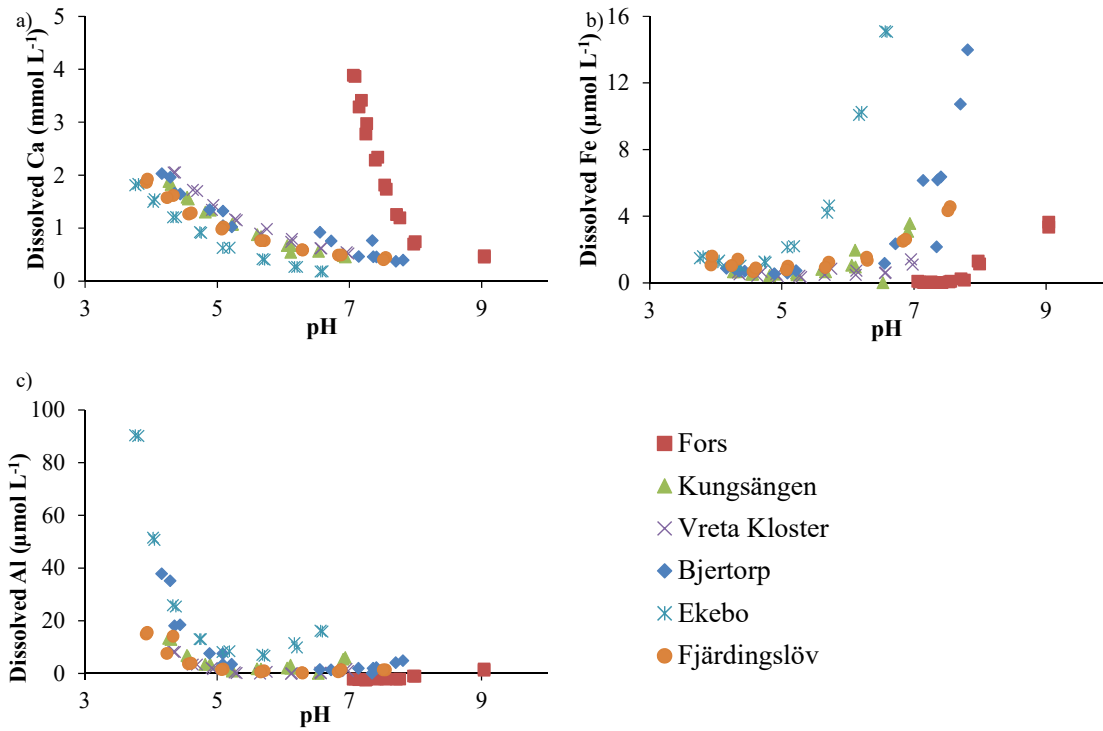 a)
Dissolved Ca (mmol L⁻¹)
5
4
3
2
1
0
3 5 7 9
pH
b)
Dissolved Fe (µmol L⁻¹)
16
12
8
4
0
3 5 7 9
pH
c)
Dissolved Al (µmol L⁻¹)
100
80
60
40
20
0
3 5 7 9
pH
Fors
Kungsängen
Vreta Kloster
Bjertorp
Ekebo
Fjärdingslöv